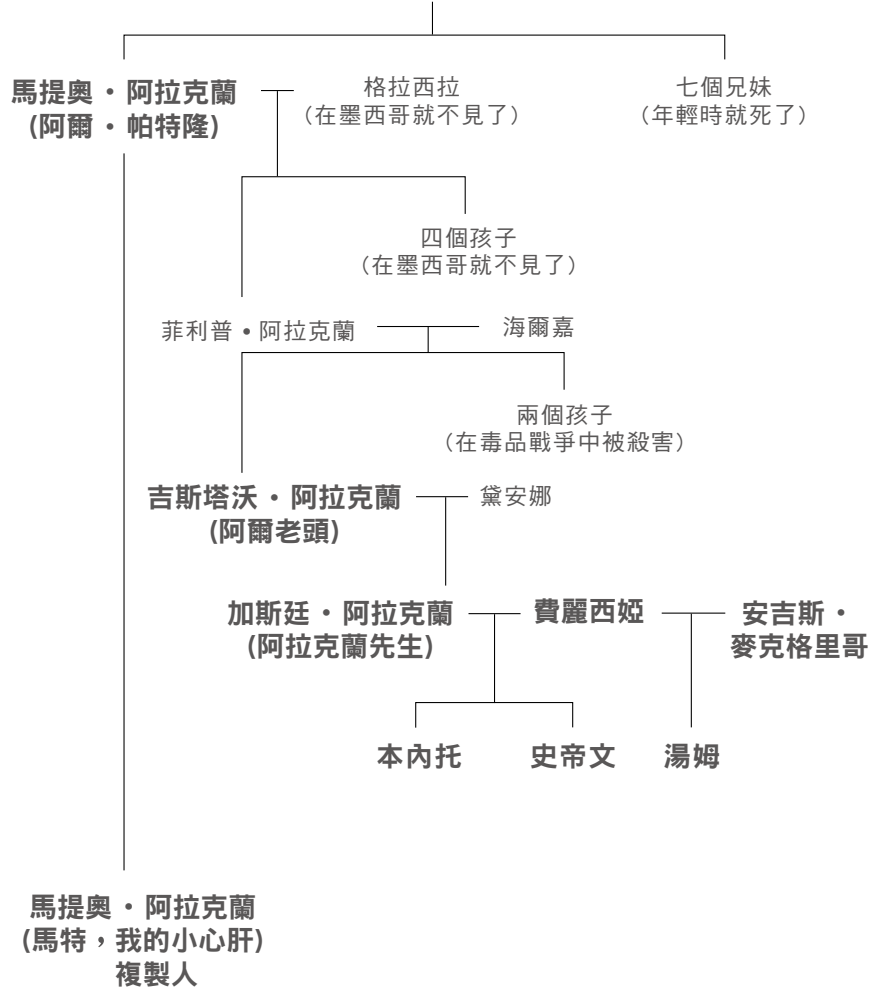 馬提奧・阿拉克蘭
(阿爾・帕特隆)
格拉西拉
（在墨西哥就不見了）
七個兄妹
（年輕時就死了）
四個孩子
（在墨西哥就不見了）
菲利普・阿拉克蘭
海爾嘉
兩個孩子
（在毒品戰爭中被殺害）
吉斯塔沃・阿拉克蘭
(阿爾老頭)
黛安娜
加斯廷・阿拉克蘭
(阿拉克蘭先生)
費麗西婭
安吉斯・
麥克格里哥
本內托
史帝文
湯姆
馬提奧・阿拉克蘭
(馬特，我的小心肝)
複製人